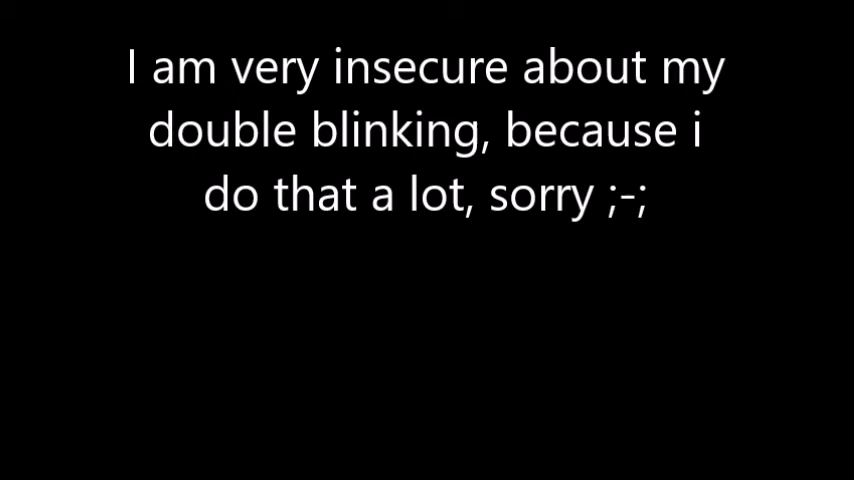 I am very insecure about my
double blinking, because i
do that a lot, sorry ;-;